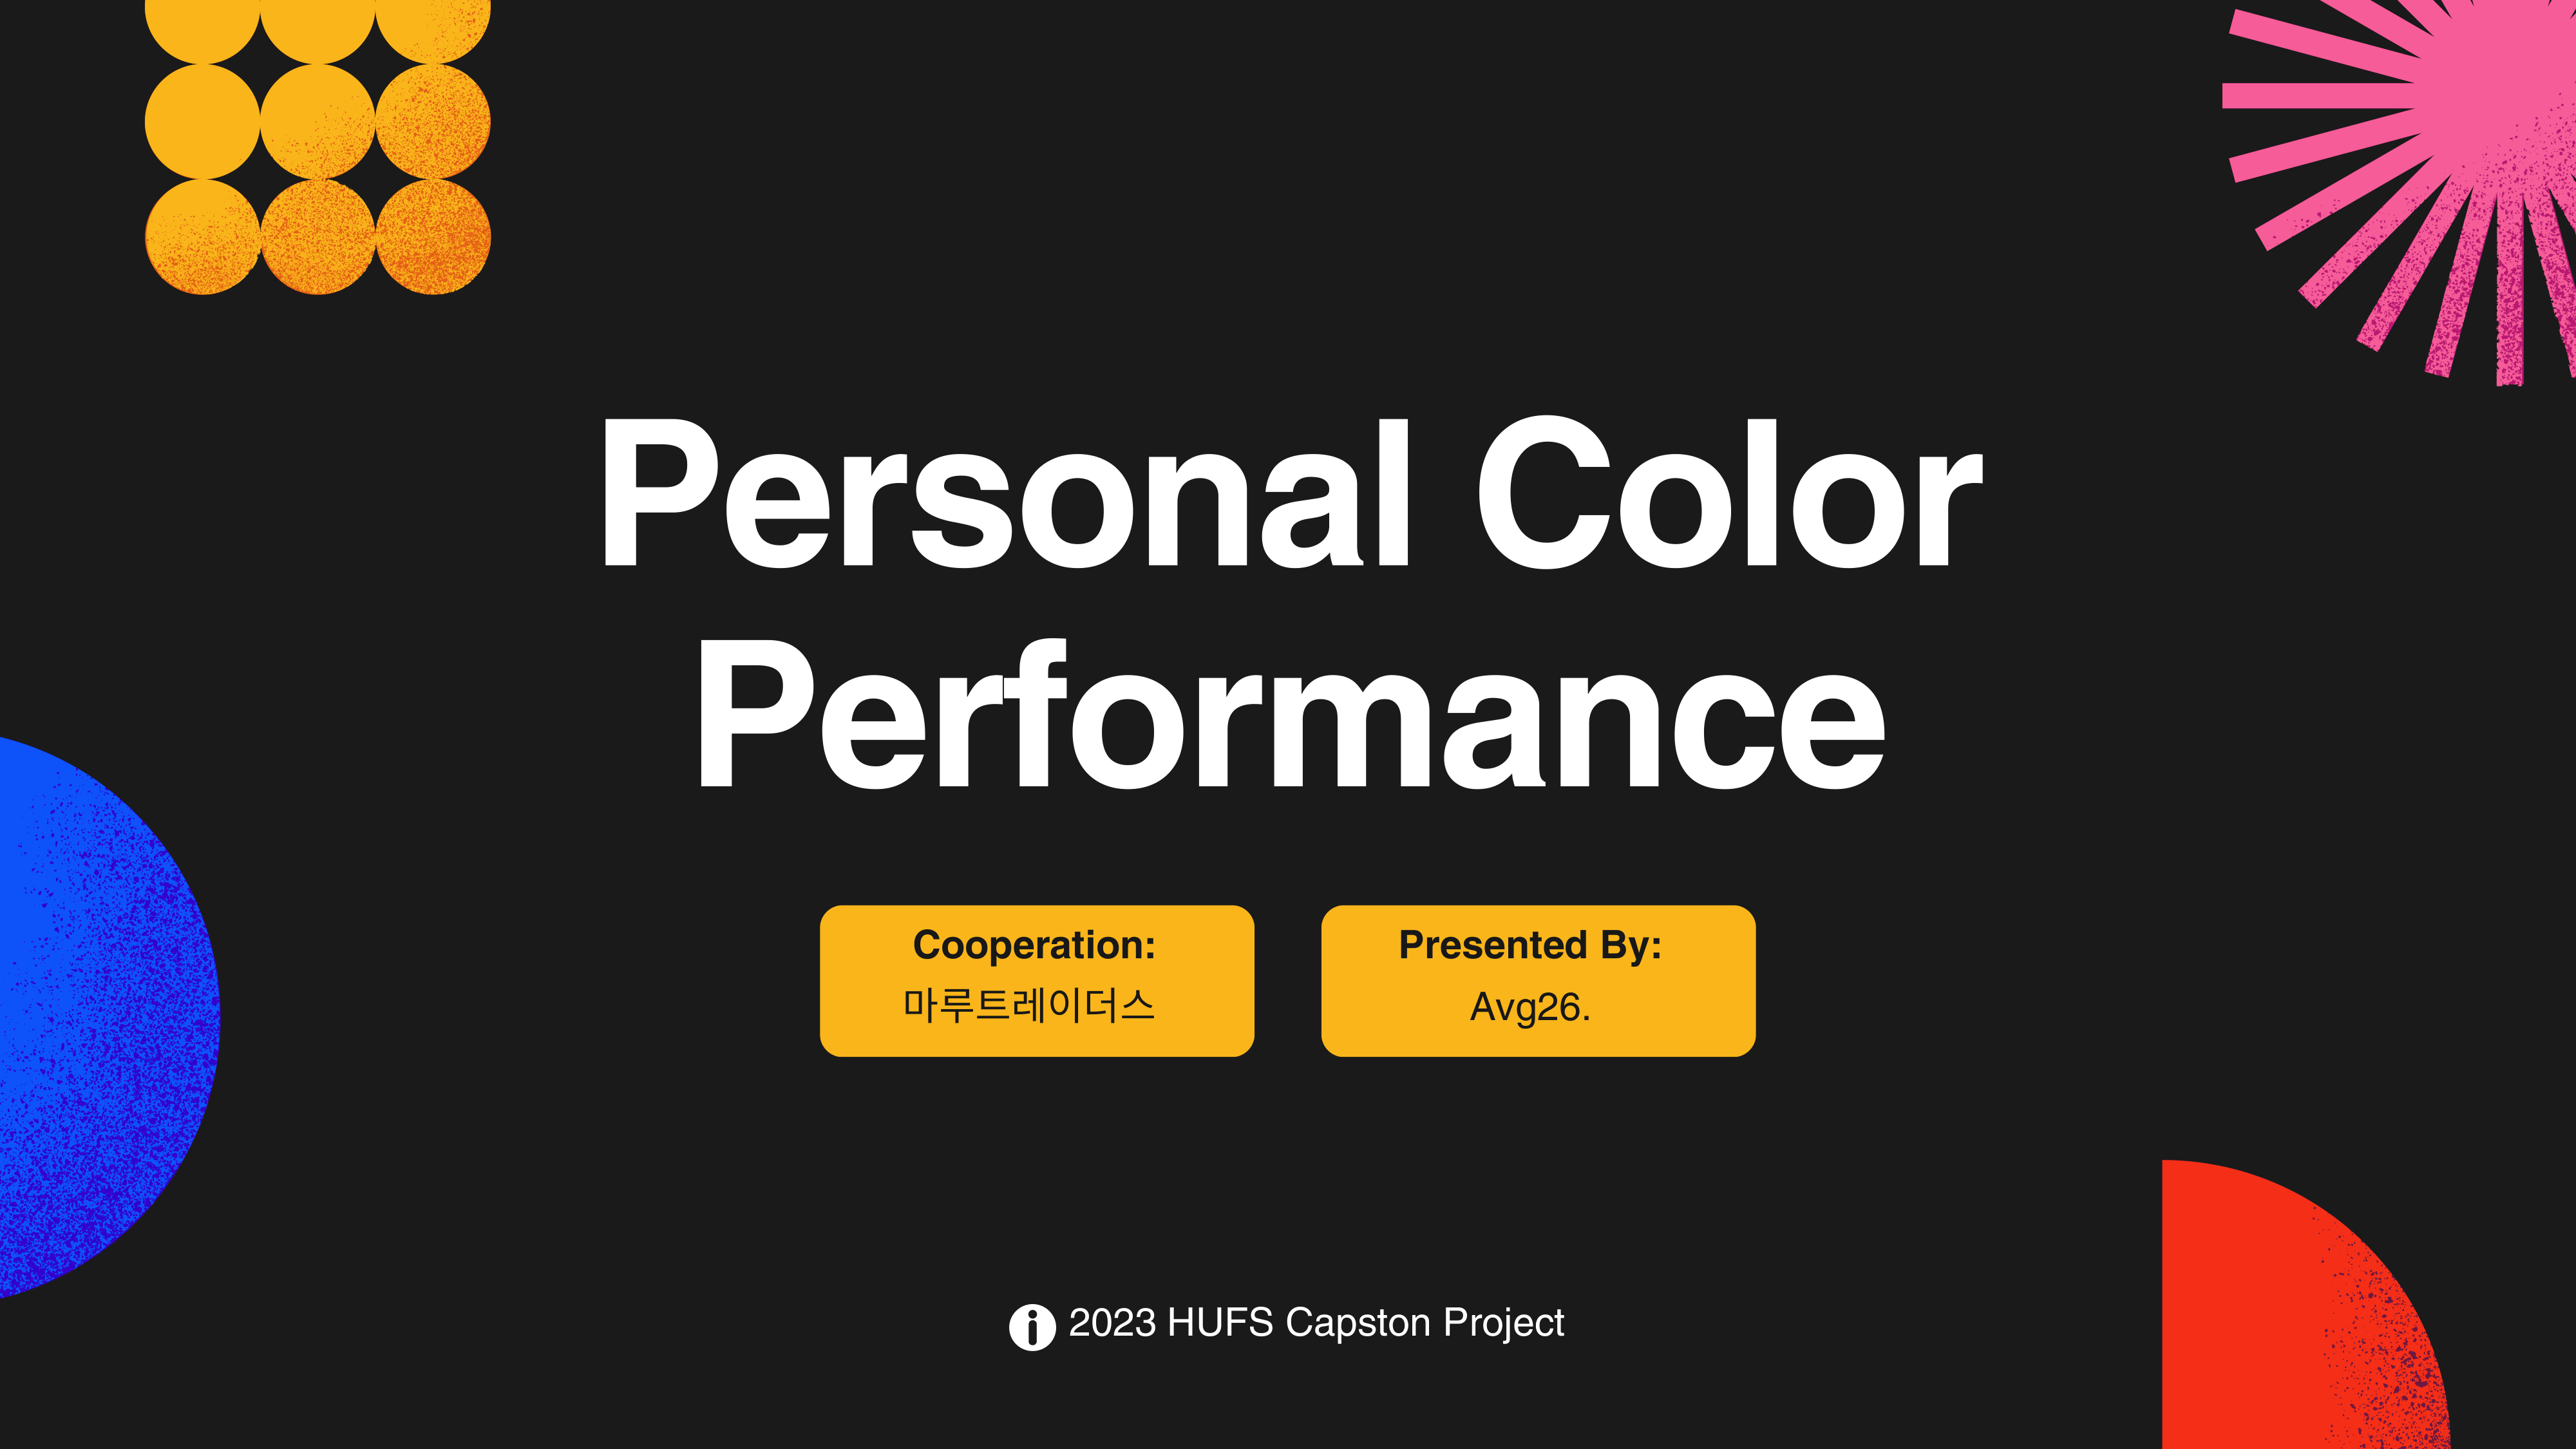 Personal Color
Performance
Cooperation:
마루트레이더스
Presented By:
Avg26.
2023 HUFS Capston Project